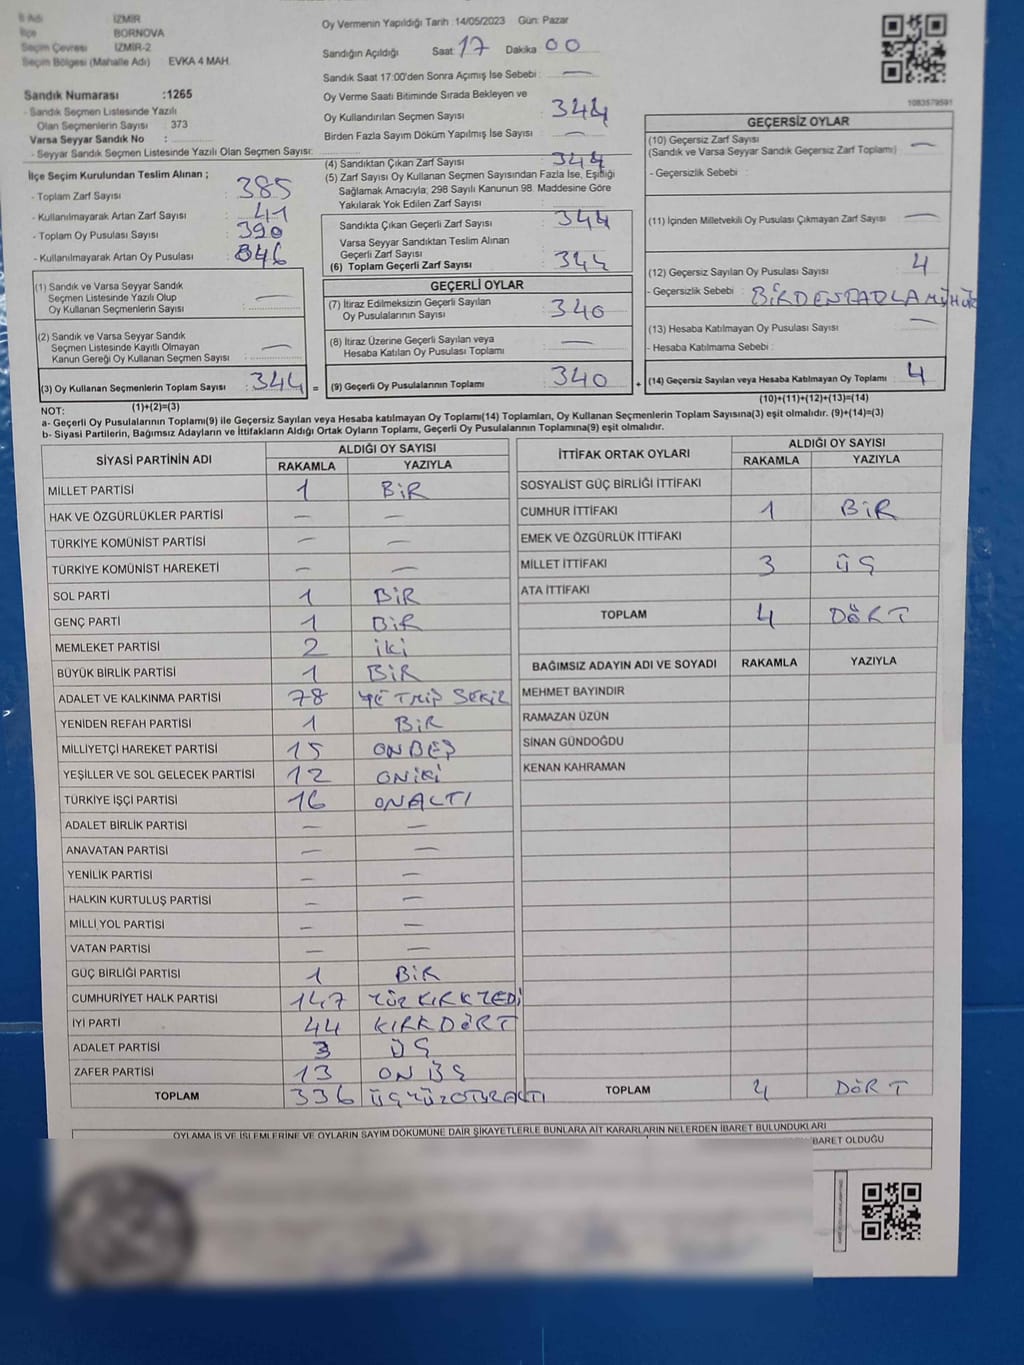 İli Adı İZMİR
İlçe BORNOVA
Seçim Çevresi İZMİR-2
Seçim Bölgesi (Mahalle Adı) EVKA 4 MAH.
Sandık Numarası :1265
- Sandık Seçmen Listesinde Yazılı
Olan Seçmenlerin Sayısı : 373
Varsa Seyyar Sandık No :
- Seyyar Sandık Seçmen Listesinde Yazılı Olan Seçmen Sayısı:
İlçe Seçim Kurulundan Teslim Alınan ;
- Toplam Zarf Sayısı : 385
- Kullanılmayarak Artan Zarf Sayısı : 41
- Toplam Oy Pusulası Sayısı : 390
- Kullanılmayarak Artan Oy Pusulası : 046
(1) Sandık ve Varsa Seyyar Sandık
Seçmen Listesinde Yazılı Olup
Oy Kullanan Seçmenlerin Sayısı : —
(2) Sandık ve Varsa Seyyar Sandık
Seçmen Listesinde Kayıtlı Olmayan
Kanun Gereği Oy Kullanan Seçmen Sayısı : —
(3) Oy Kullanan Seçmenlerin Toplam Sayısı : 344 =
(1)+(2)=(3)
Oy Vermenin Yapıldığı Tarih :14/05/2023 Gün: Pazar
Sandığın Açıldığı Saat 17 Dakika 00
Sandık Saat 17:00'den Sonra Açımış İse Sebebi : —
Oy Verme Saati Bitiminde Sırada Bekleyen ve
Oy Kullandırılan Seçmen Sayısı : 344
Birden Fazla Sayım Döküm Yapılmış İse Sayısı : —
(4) Sandıktan Çıkan Zarf Sayısı : 344
(5) Zarf Sayısı Oy Kullanan Seçmen Sayısından Fazla İse, Eşitliği
Sağlamak Amacıyla; 298 Sayılı Kanunun 98. Maddesine Göre
Yakılarak Yok Edilen Zarf Sayısı :
Sandıkta Çıkan Geçerli Zarf Sayısı : 344
Varsa Seyyar Sandıktan Teslim Alınan
Geçerli Zarf Sayısı :
(6) Toplam Geçerli Zarf Sayısı : 344
GEÇERLİ OYLAR
(7) İtiraz Edilmeksizin Geçerli Sayılan
Oy Pusulalarının Sayısı : 340
(8) İtiraz Üzerine Geçerli Sayılan veya
Hesaba Katılan Oy Pusulası Toplamı : —
(9) Geçerli Oy Pusulalarının Toplamı : 340 +
1083579591
GEÇERSİZ OYLAR
(10) Geçersiz Zarf Sayısı : —
(Sandık ve Varsa Seyyar Sandık Geçersiz Zarf Toplamı)
- Geçersizlik Sebebi :
(11) İçinden Milletvekili Oy Pusulası Çıkmayan Zarf Sayısı : —
(12) Geçersiz Sayılan Oy Pusulası Sayısı : 4
- Geçersizlik Sebebi : BİRDEN FADLA MÜHÜR
(13) Hesaba Katılmayan Oy Pusulası Sayısı : —
- Hesaba Katılmama Sebebi :
(14) Geçersiz Sayılan veya Hesaba Katılmayan Oy Toplamı : 4
(10)+(11)+(12)+(13)=(14)
NOT:
a- Geçerli Oy Pusulalarının Toplamı(9) ile Geçersiz Sayılan veya Hesaba katılmayan Oy Toplamı(14) Toplamları, Oy Kullanan Seçmenlerin Toplam Sayısına(3) eşit olmalıdır. (9)+(14)=(3)
b- Siyasi Partilerin, Bağımsız Adayların ve İttifakların Aldığı Ortak Oyların Toplamı, Geçerli Oy Pusulalarının Toplamına(9) eşit olmalıdır.
SİYASİ PARTİNİN ADI ALDIĞI OY SAYISI
RAKAMLA YAZIYLA
MİLLET PARTİSİ 1 BİR
HAK VE ÖZGÜRLÜKLER PARTİSİ — —
TÜRKİYE KOMÜNİST PARTİSİ — —
TÜRKİYE KOMÜNİST HAREKETİ — —
SOL PARTİ 1 BİR
GENÇ PARTİ 1 BİR
MEMLEKET PARTİSİ 2 İKİ
BÜYÜK BİRLİK PARTİSİ 1 BİR
ADALET VE KALKINMA PARTİSİ 78 YETMİŞ SEKİZ
YENİDEN REFAH PARTİSİ 1 BİR
MİLLİYETÇİ HAREKET PARTİSİ 15 ONBEŞ
YEŞİLLER VE SOL GELECEK PARTİSİ 12 ONİKİ
TÜRKİYE İŞÇİ PARTİSİ 16 ONALTI
ADALET BİRLİK PARTİSİ — —
ANAVATAN PARTİSİ — —
YENİLİK PARTİSİ — —
HALKIN KURTULUŞ PARTİSİ — —
MİLLİ YOL PARTİSİ — —
VATAN PARTİSİ — —
GÜÇ BİRLİĞİ PARTİSİ 1 BİR
CUMHURİYET HALK PARTİSİ 147 YÜZ KIRK YEDİ
İYİ PARTİ 44 KIRK DÖRT
ADALET PARTİSİ 3 ÜÇ
ZAFER PARTİSİ 13 ON ÜÇ
TOPLAM 336 ÜÇYÜZOTUZALTI
İTTİFAK ORTAK OYLARI ALDIĞI OY SAYISI
RAKAMLA YAZIYLA
SOSYALİST GÜÇ BİRLİĞİ İTTİFAKI
CUMHUR İTTİFAKI 1 BİR
EMEK VE ÖZGÜRLÜK İTTİFAKI
MİLLET İTTİFAKI 3 ÜÇ
ATA İTTİFAKI
TOPLAM 4 DÖRT
BAĞIMSIZ ADAYIN ADI VE SOYADI RAKAMLA YAZIYLA
MEHMET BAYINDIR
RAMAZAN ÜZÜN
SİNAN GÜNDOĞDU
KENAN KAHRAMAN
TOPLAM 4 DÖRT
OYLAMA İŞ VE İŞLEMLERİNE VE OYLARIN SAYIM DÖKÜMÜNE DAİR ŞİKAYETLERLE BUNLARA AİT KARARLARIN NELERDEN İBARET BULUNDUKLARI
İBARET OLDUĞU